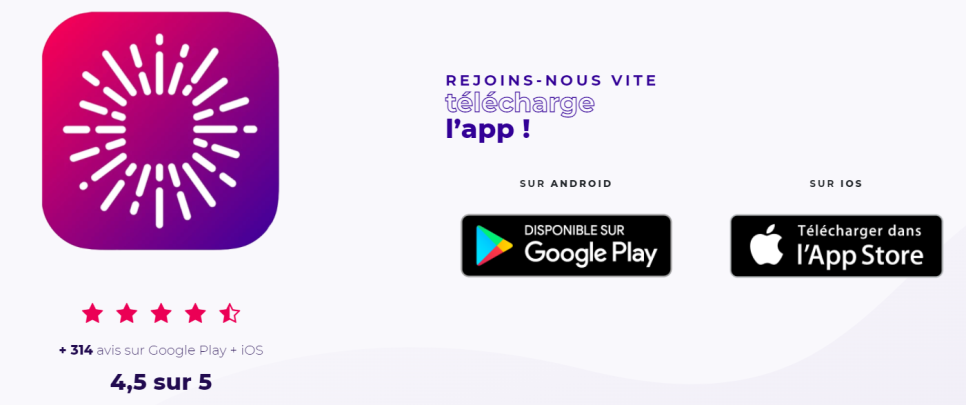 REJOINS-NOUS VITE
télécharge
l'app !
SUR ANDROID
DISPONIBLE SUR
Google Play
SUR IOS
Télécharger dans
l'App Store
+ 314 avis sur Google Play + iOS
4,5 sur 5